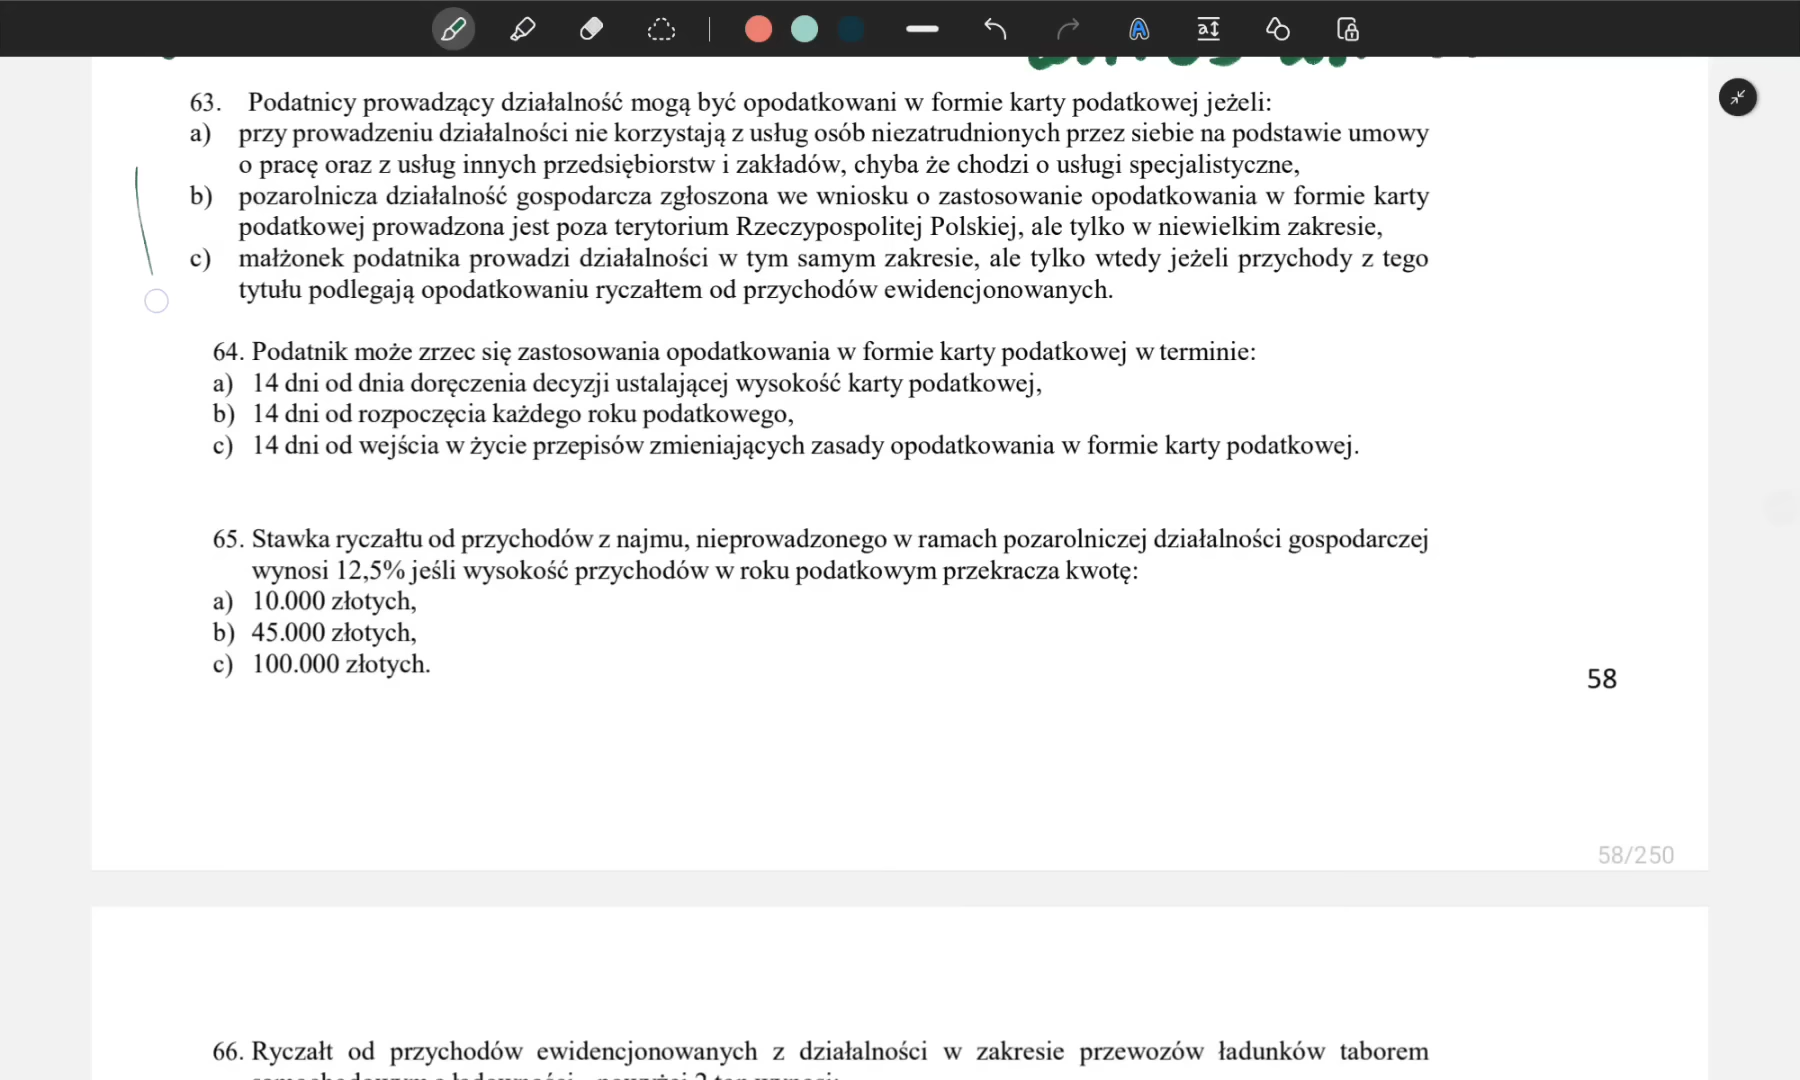 63. Podatnicy prowadzący działalność mogą być opodatkowani w formie karty podatkowej jeżeli:
a) przy prowadzeniu działalności nie korzystają z usług osób niezatrudnionych przez siebie na podstawie umowy
o pracę oraz z usług innych przedsiębiorstw i zakładów, chyba że chodzi o usługi specjalistyczne,
b) pozarolnicza działalność gospodarcza zgłoszona we wniosku o zastosowanie opodatkowania w formie karty
podatkowej prowadzona jest poza terytorium Rzeczypospolitej Polskiej, ale tylko w niewielkim zakresie,
c) małżonek podatnika prowadzi działalności w tym samym zakresie, ale tylko wtedy jeżeli przychody z tego
tytułu podlegają opodatkowaniu ryczałtem od przychodów ewidencjonowanych.
64. Podatnik może zrzec się zastosowania opodatkowania w formie karty podatkowej w terminie:
a) 14 dni od dnia doręczenia decyzji ustalającej wysokość karty podatkowej,
b) 14 dni od rozpoczęcia każdego roku podatkowego,
c) 14 dni od wejścia w życie przepisów zmieniających zasady opodatkowania w formie karty podatkowej.
65. Stawka ryczałtu od przychodów z najmu, nieprowadzonego w ramach pozarolniczej działalności gospodarczej
wynosi 12,5% jeśli wysokość przychodów w roku podatkowym przekracza kwotę:
a) 10.000 złotych,
b) 45.000 złotych,
c) 100.000 złotych.
58
58/250
66. Ryczałt od przychodów ewidencjonowanych z działalności w zakresie przewozów ładunków taborem